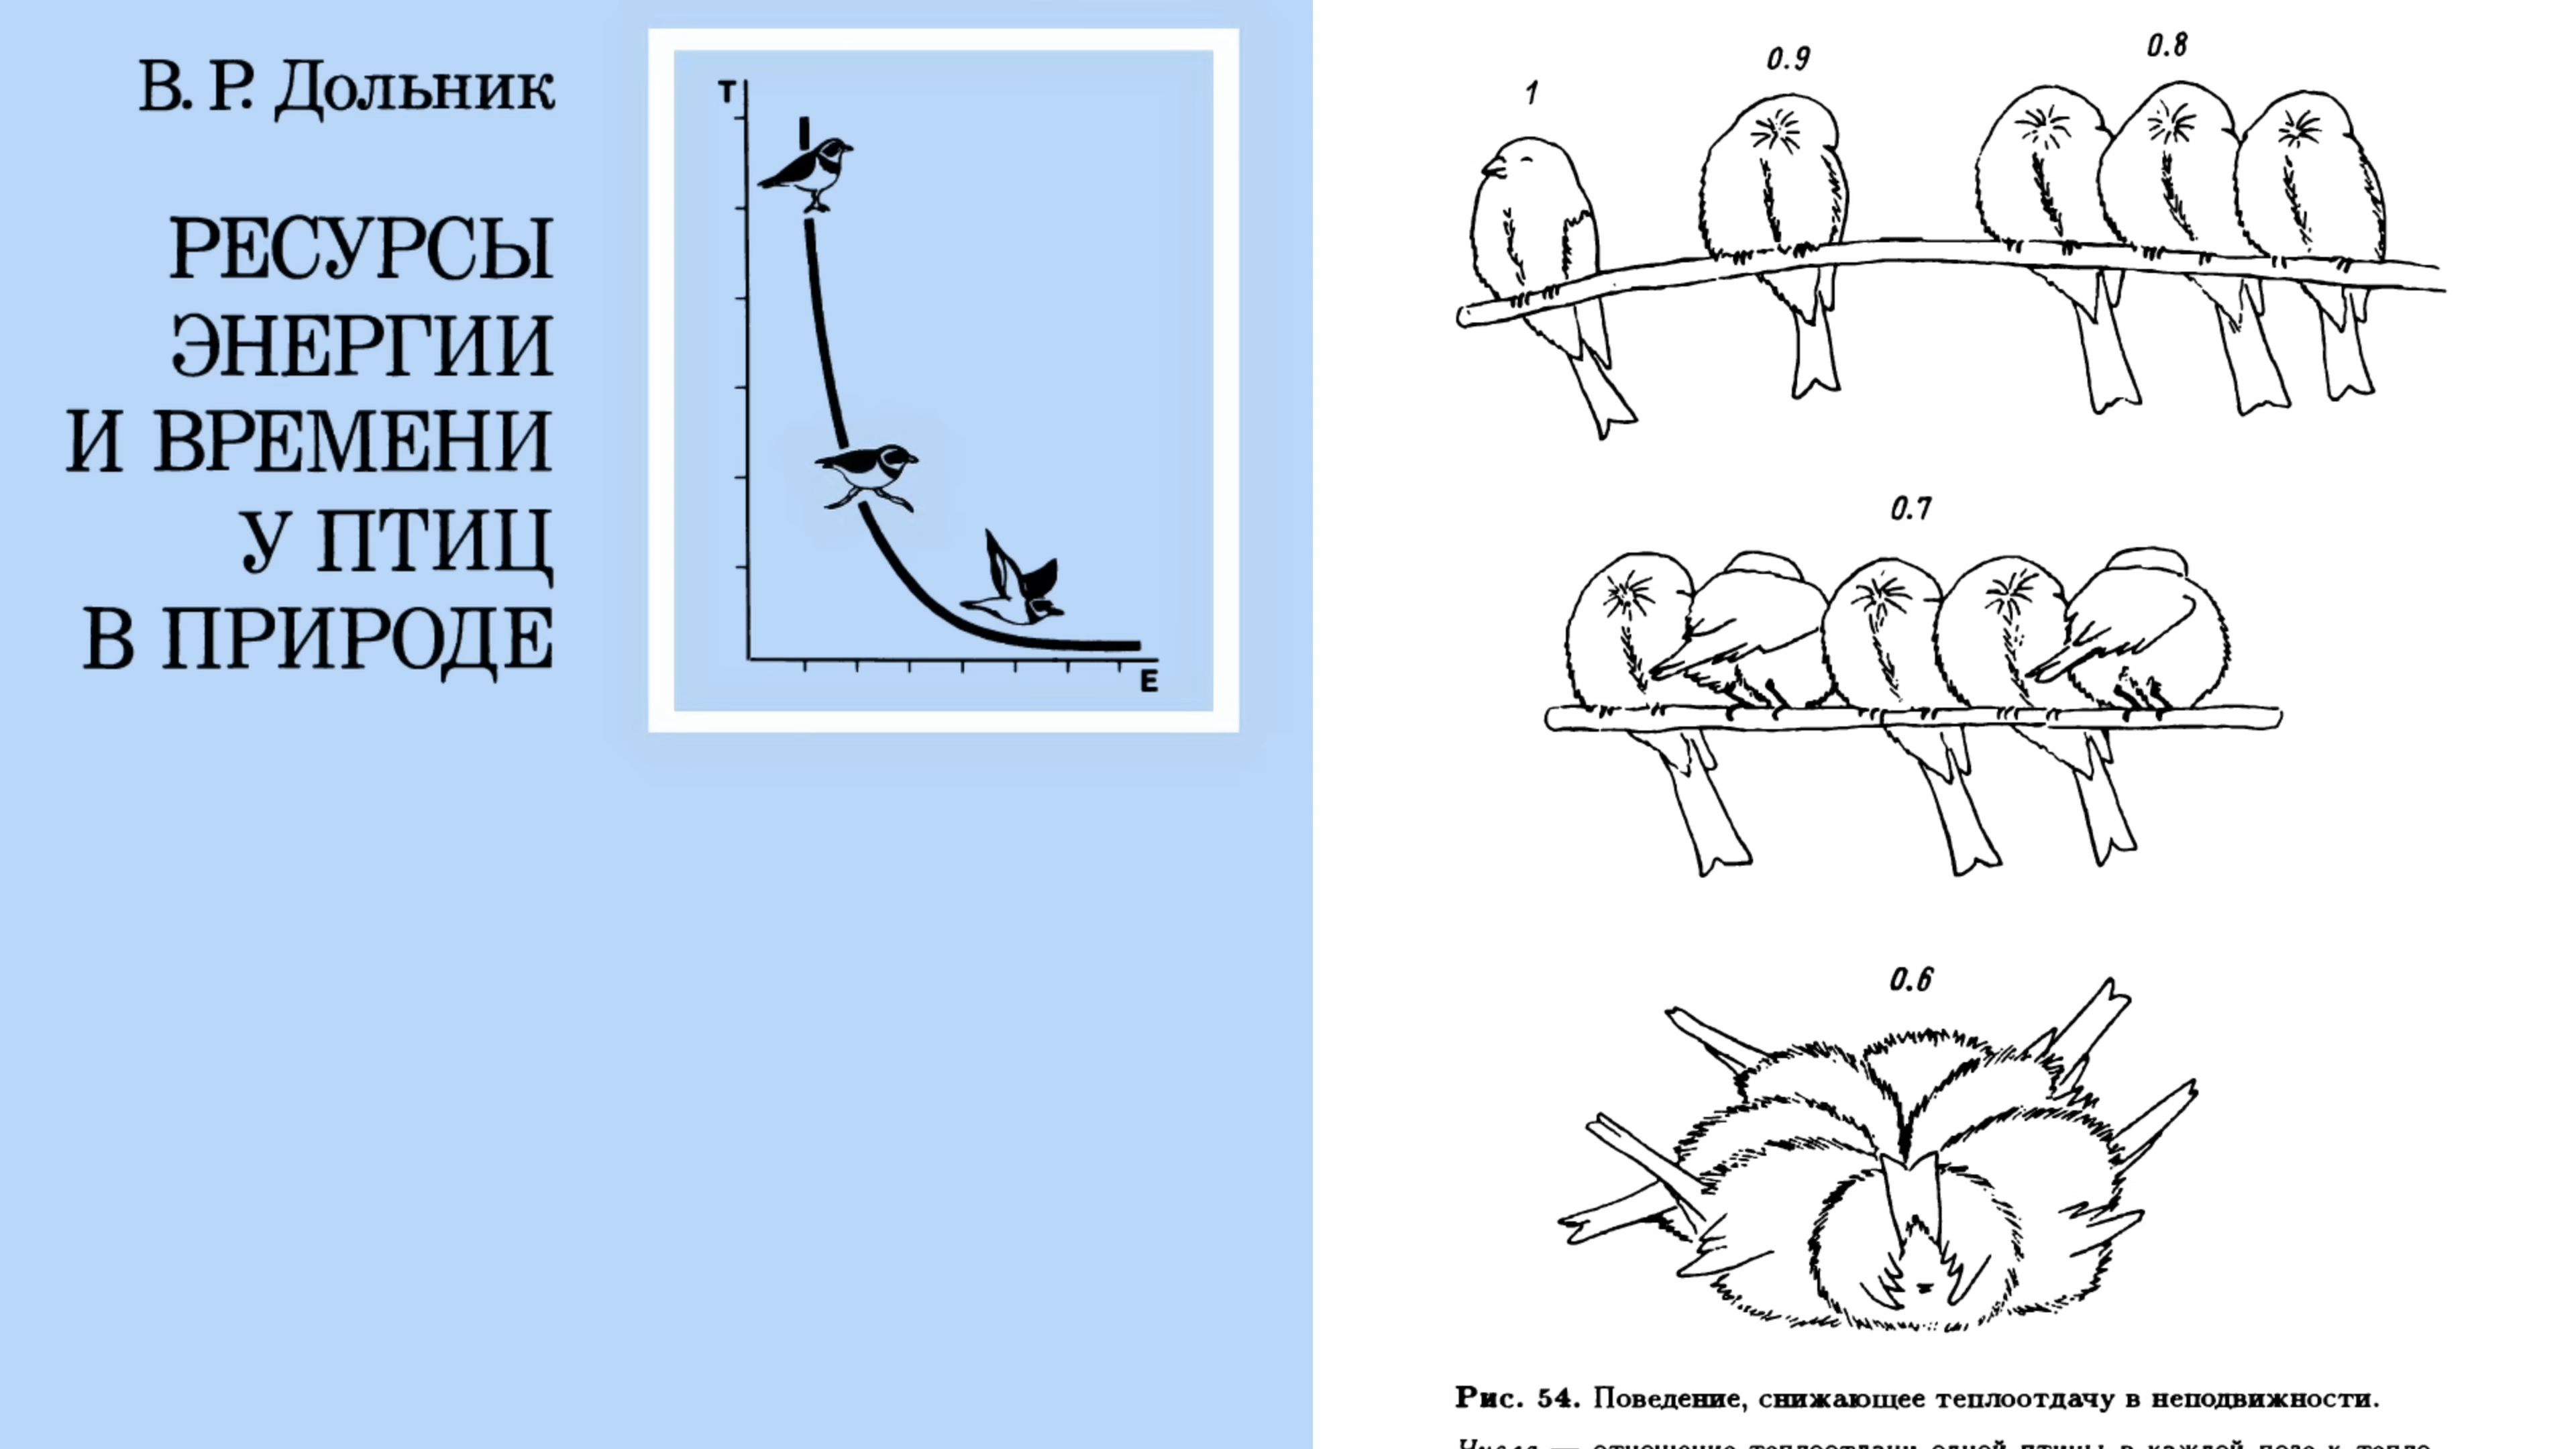 В. Р. Дольник
РЕСУРСЫ
ЭНЕРГИИ
И ВРЕМЕНИ
У ПТИЦ
В ПРИРОДЕ
T
E
1
0.9
0.8
0.7
0.6
Рис. 54. Поведение, снижающее теплоотдачу в неподвижности.